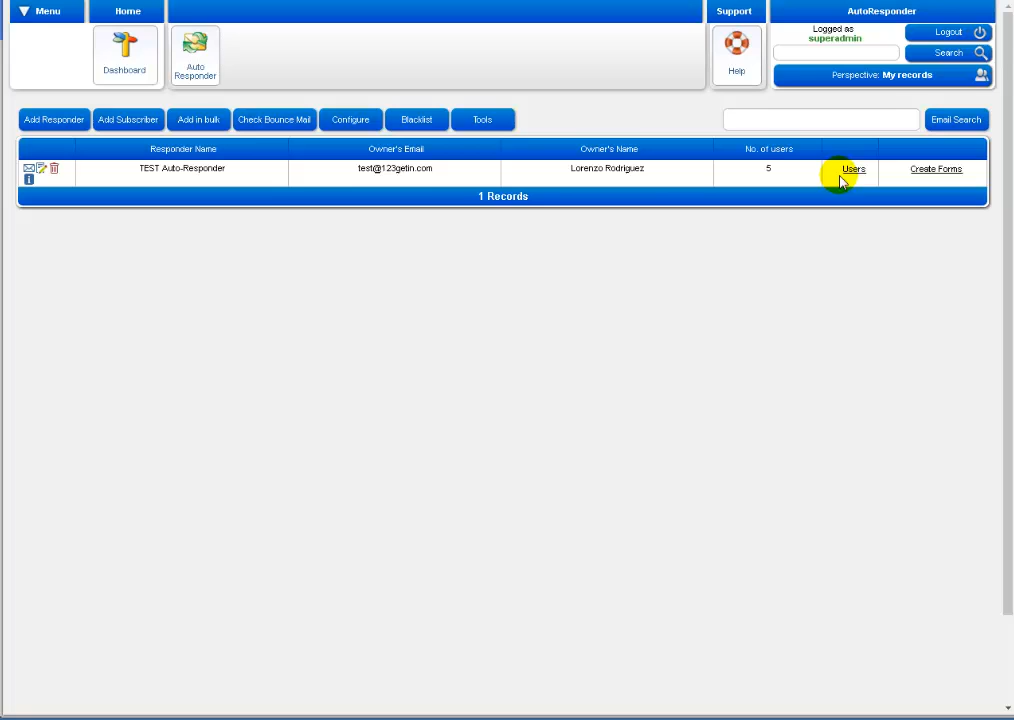 Menu
Home
Support
AutoResponder
Dashboard
Auto
Responder
Help
Logged as
superadmin
Logout
Search
Perspective: My records
Add Responder
Add Subscriber
Add in bulk
Check Bounce Mail
Configure
Blacklist
Tools
Email Search
Responder Name
Owner's Email
Owner's Name
No. of users
TEST Auto-Responder
test@123getin.com
Lorenzo Rodriguez
5
Users
Create Forms
1 Records